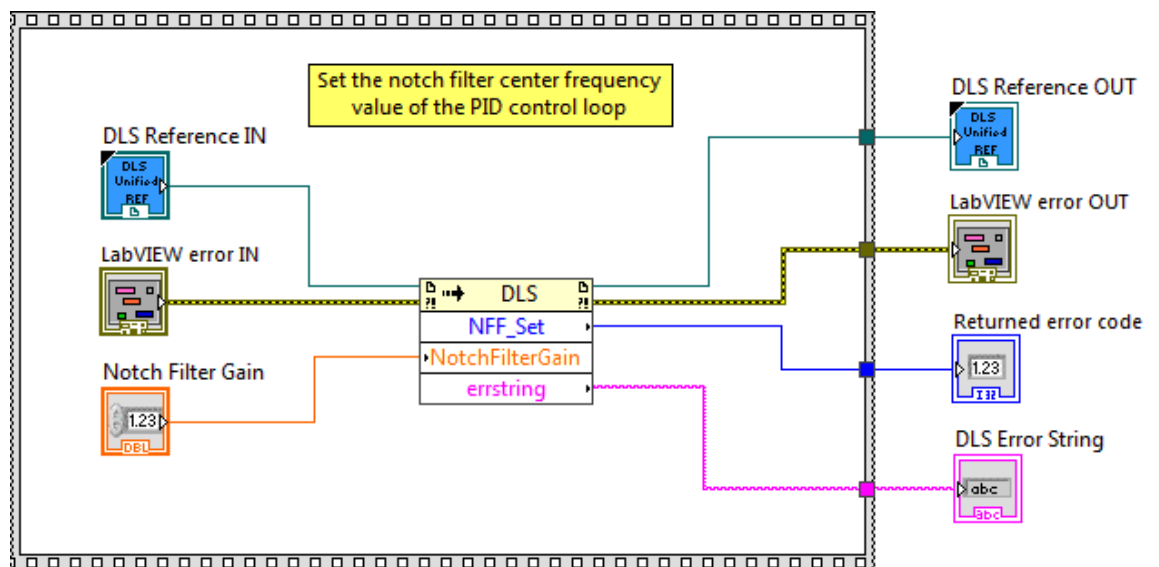 Set the notch filter center frequency
value of the PID control loop
DLS Reference IN
DLS
Unified
REF
LabVIEW error IN
Notch Filter Gain
1.23
DBL
?! DLS ?!
NFF_Set
NotchFilterGain
errstring
DLS Reference OUT
DLS
Unified
REF
LabVIEW error OUT
Returned error code
1.23
I32
DLS Error String
abc
abc